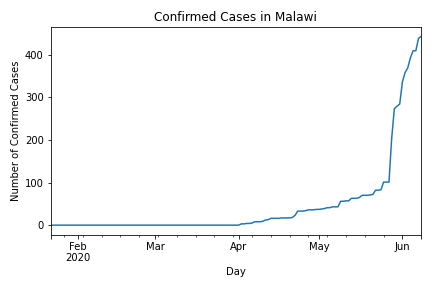 Confirmed Cases in Malawi
Number of Confirmed Cases
400
300
200
100
0
Feb Mar Apr May Jun
2020
Day